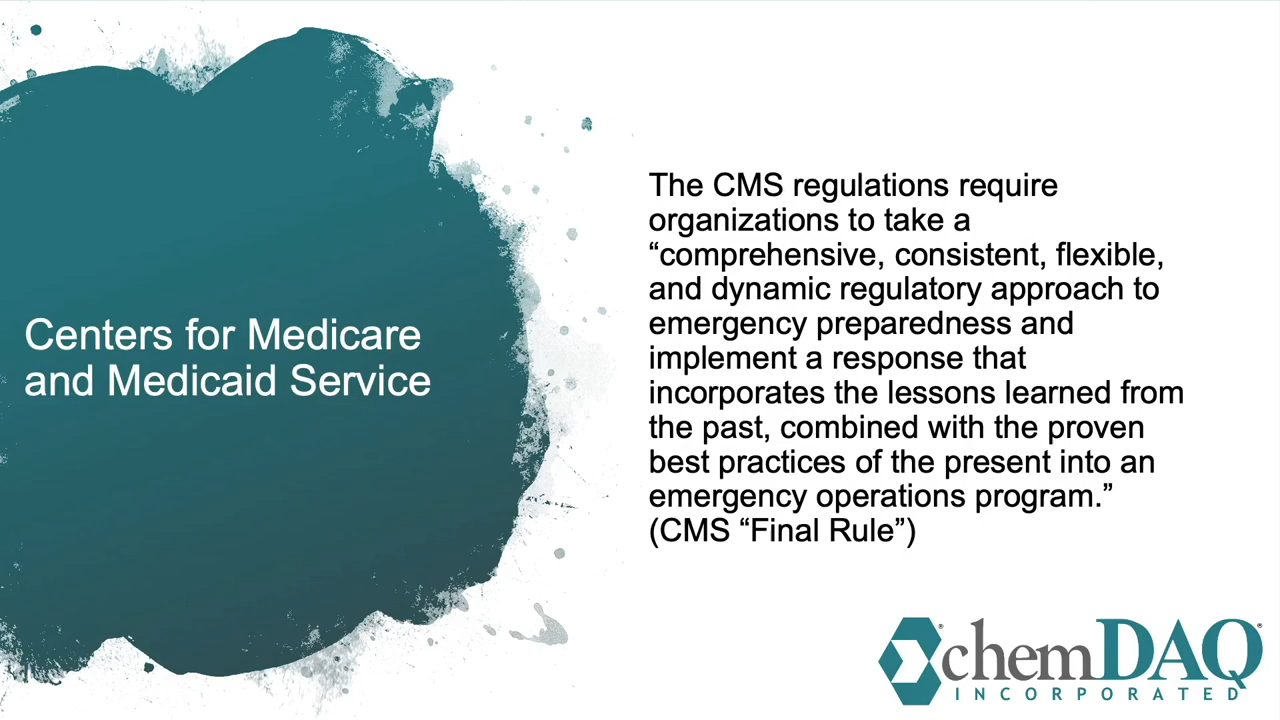 Centers for Medicare
and Medicaid Service
The CMS regulations require
organizations to take a
“comprehensive, consistent, flexible,
and dynamic regulatory approach to
emergency preparedness and
implement a response that
incorporates the lessons learned from
the past, combined with the proven
best practices of the present into an
emergency operations program.”
(CMS “Final Rule”)
® chemDAQ®
INCORPORATED